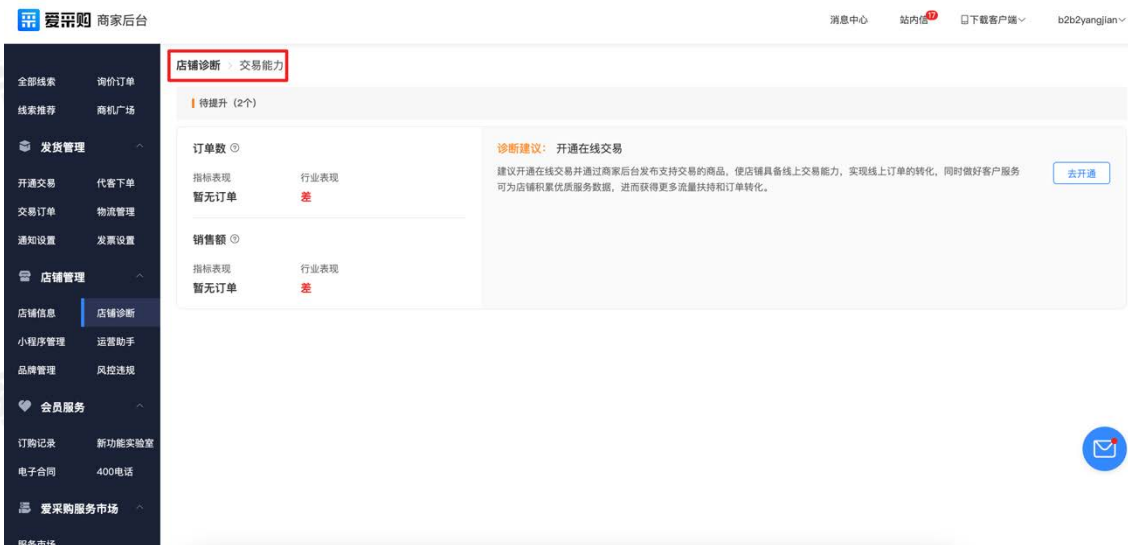 采 爱采购 商家后台
消息中心 站内信 17 下载客户端 b2b2yangjian
全部线索 询价订单
线索推荐 商机广场
发货管理
开通交易 代客下单
交易订单 物流管理
通知设置 发票设置
店铺管理
店铺信息 店铺诊断
小程序管理 运营助手
品牌管理 风控违规
会员服务
订购记录 新功能实验室
电子合同 400电话
爱采购服务市场
服务市场
店铺诊断 > 交易能力
待提升（2个）
订单数
指标表现 行业表现
暂无订单 差
销售额
指标表现 行业表现
暂无订单 差
诊断建议： 开通在线交易
建议开通在线交易并通过商家后台发布支持交易的商品，使店铺具备线上交易能力，实现线上订单的转化，同时做好客户服务
可为店铺积累优质服务数据，进而获得更多流量扶持和订单转化。
去开通